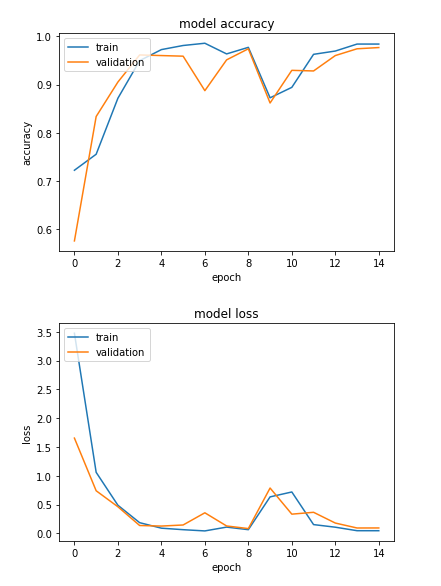 model accuracy
1.0
0.9
0.8
0.7
0.6
accuracy
train
validation
0 2 4 6 8 10 12 14
epoch
model loss
3.5
3.0
2.5
2.0
1.5
1.0
0.5
0.0
loss
train
validation
0 2 4 6 8 10 12 14
epoch